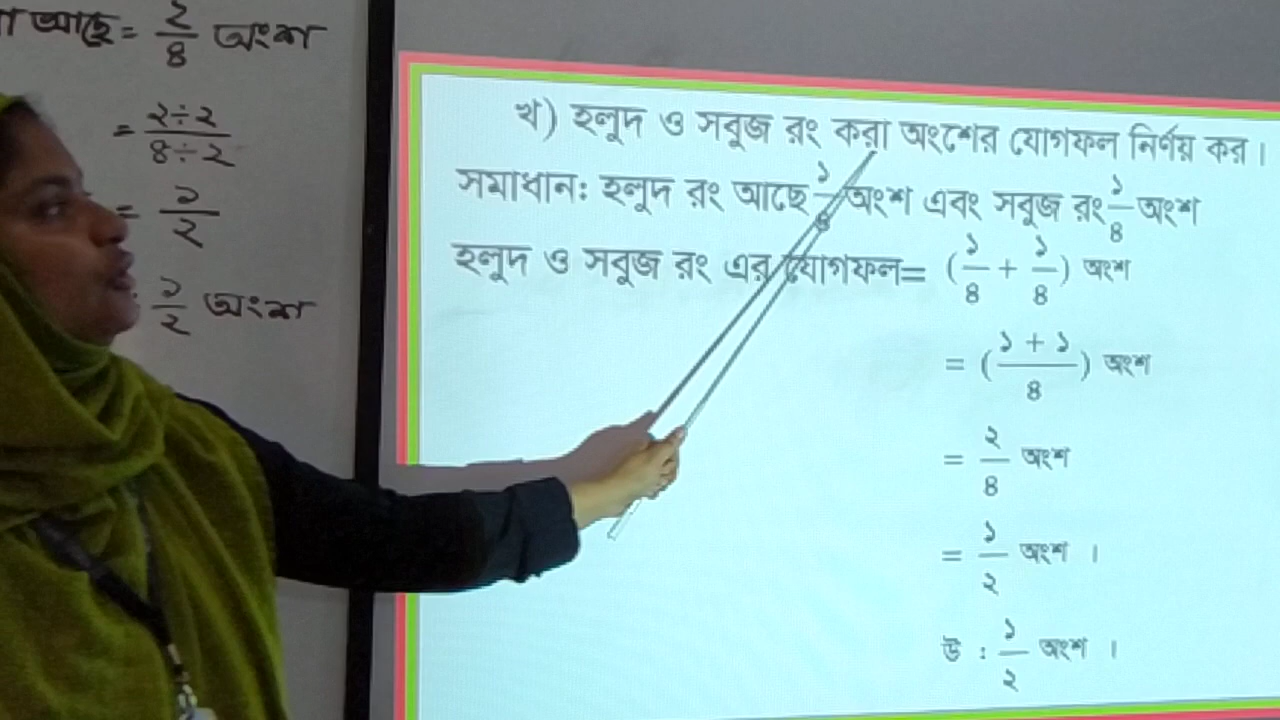 আছে = ২/৪ অংশ
= ২÷২/৪÷২
= ১/২
১/২ অংশ
খ) হলুদ ও সবুজ রং করা অংশের যোগফল নির্ণয় কর।
সমাধানঃ হলুদ রং আছে ১/৪ অংশ এবং সবুজ রং ১/৪ অংশ
হলুদ ও সবুজ রং এর যোগফল= (১/৪ + ১/৪) অংশ
= (১ + ১/৪) অংশ
= ২/৪ অংশ
= ১/২ অংশ ।
উ : ১/২ অংশ ।